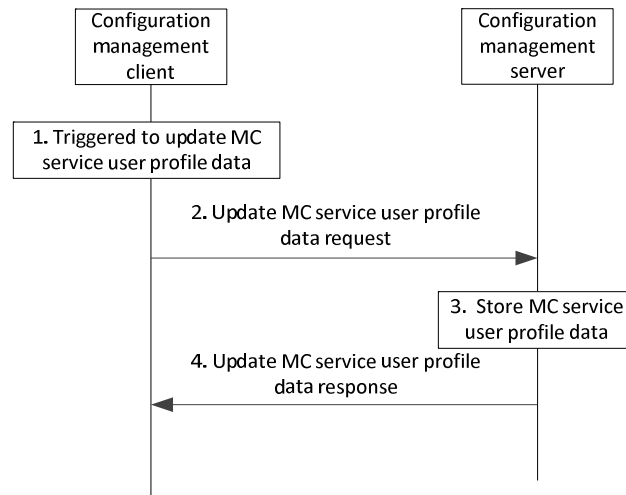 Configuration
management
client
Configuration
management
server
1. Triggered to update MC
service user profile data
2. Update MC service user profile
data request
3. Store MC service
user profile data
4. Update MC service user profile
data response